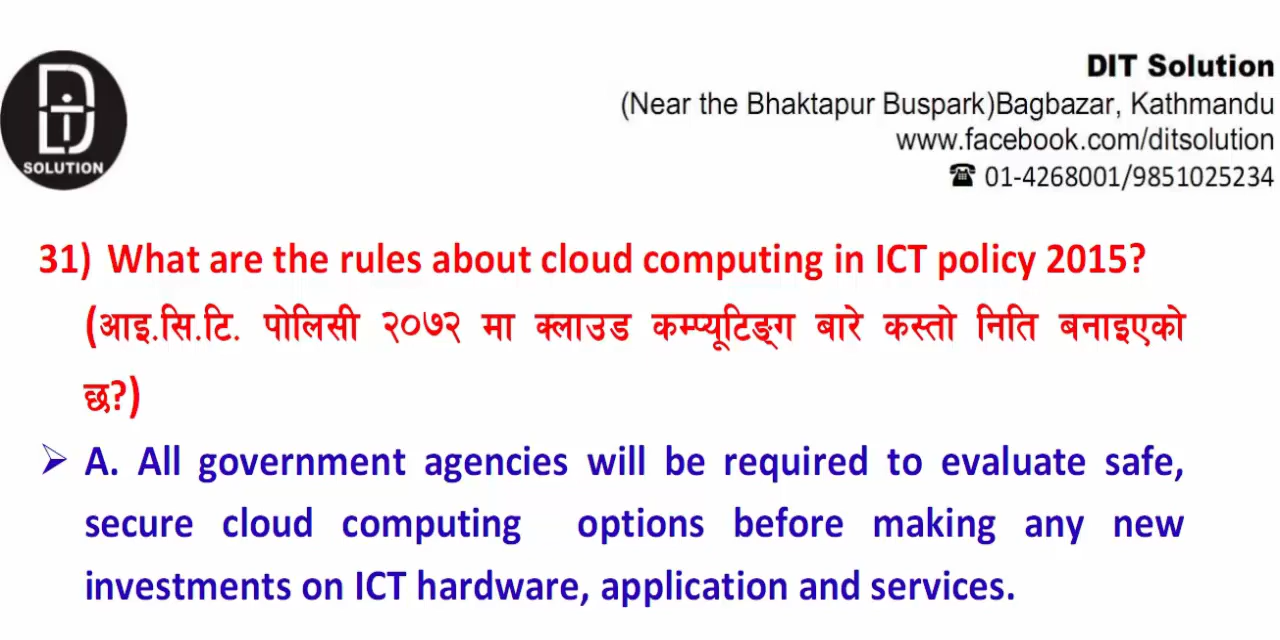 DiT
SOLUTION
DIT Solution
(Near the Bhaktapur Buspark)Bagbazar, Kathmandu
www.facebook.com/ditsolution
☎ 01-4268001/9851025234
31) What are the rules about cloud computing in ICT policy 2015?
(आइ.सि.टि. पोलिसी २०७२ मा क्लाउड कम्प्यूटिङ्ग बारे कस्तो निति बनाइएको
छ?)
➢ A. All government agencies will be required to evaluate safe,
secure cloud computing options before making any new
investments on ICT hardware, application and services.